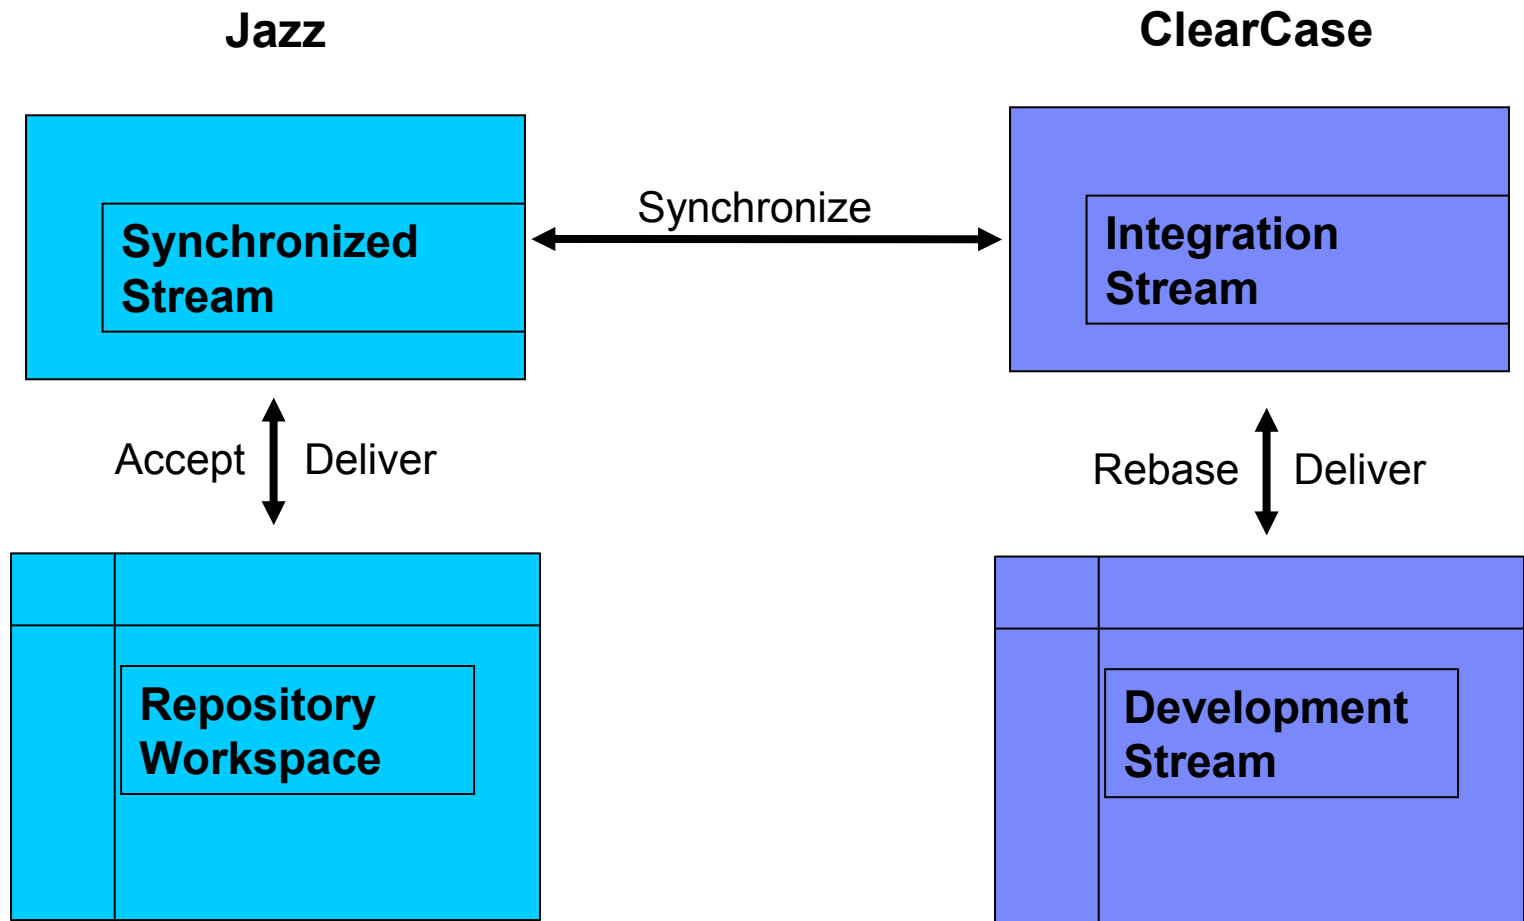 Jazz
ClearCase
Synchronized
Stream
Synchronize
Integration
Stream
Accept
Deliver
Rebase
Deliver
Repository
Workspace
Development
Stream